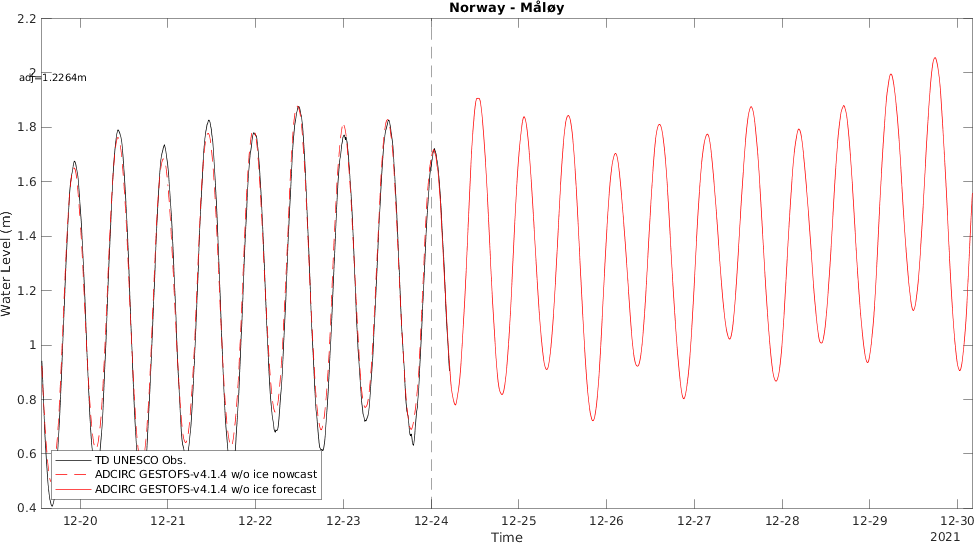 Norway - Måløy
2.2
2
adj=1.2264m
1.8
1.6
1.4
1.2
1
0.8
0.6
0.4
Water Level (m)
TD UNESCO Obs.
ADCIRC GESTOFS-v4.1.4 w/o ice nowcast
ADCIRC GESTOFS-v4.1.4 w/o ice forecast
12-20 12-21 12-22 12-23 12-24 12-25 12-26 12-27 12-28 12-29 12-30
Time
2021